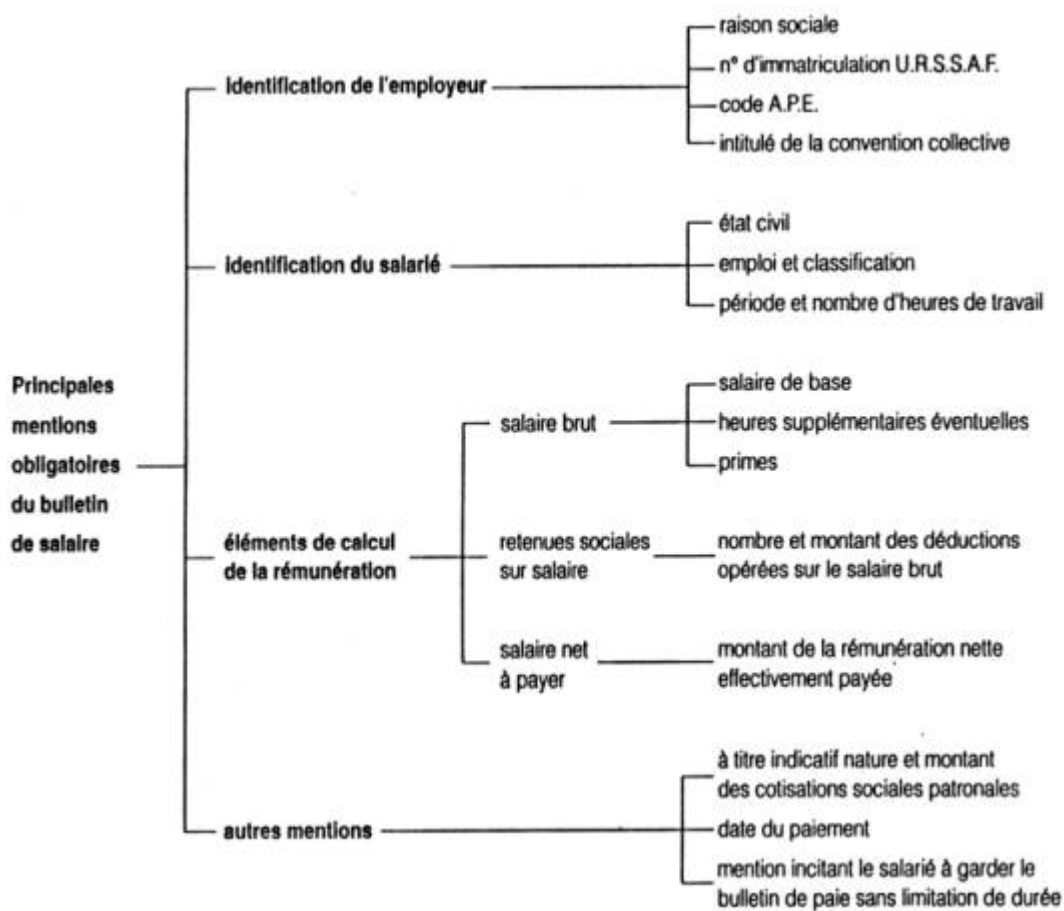 Principales
mentions
obligatoires
du bulletin
de salaire
identification de l'employeur
raison sociale
n° d'immatriculation U.R.S.S.A.F.
code A.P.E.
intitulé de la convention collective
identification du salarié
état civil
emploi et classification
période et nombre d'heures de travail
éléments de calcul
de la rémunération
salaire brut
salaire de base
heures supplémentaires éventuelles
primes
retenues sociales
sur salaire
nombre et montant des déductions
opérées sur le salaire brut
salaire net
à payer
montant de la rémunération nette
effectivement payée
autres mentions
à titre indicatif nature et montant
des cotisations sociales patronales
date du paiement
mention incitant le salarié à garder le
bulletin de paie sans limitation de durée